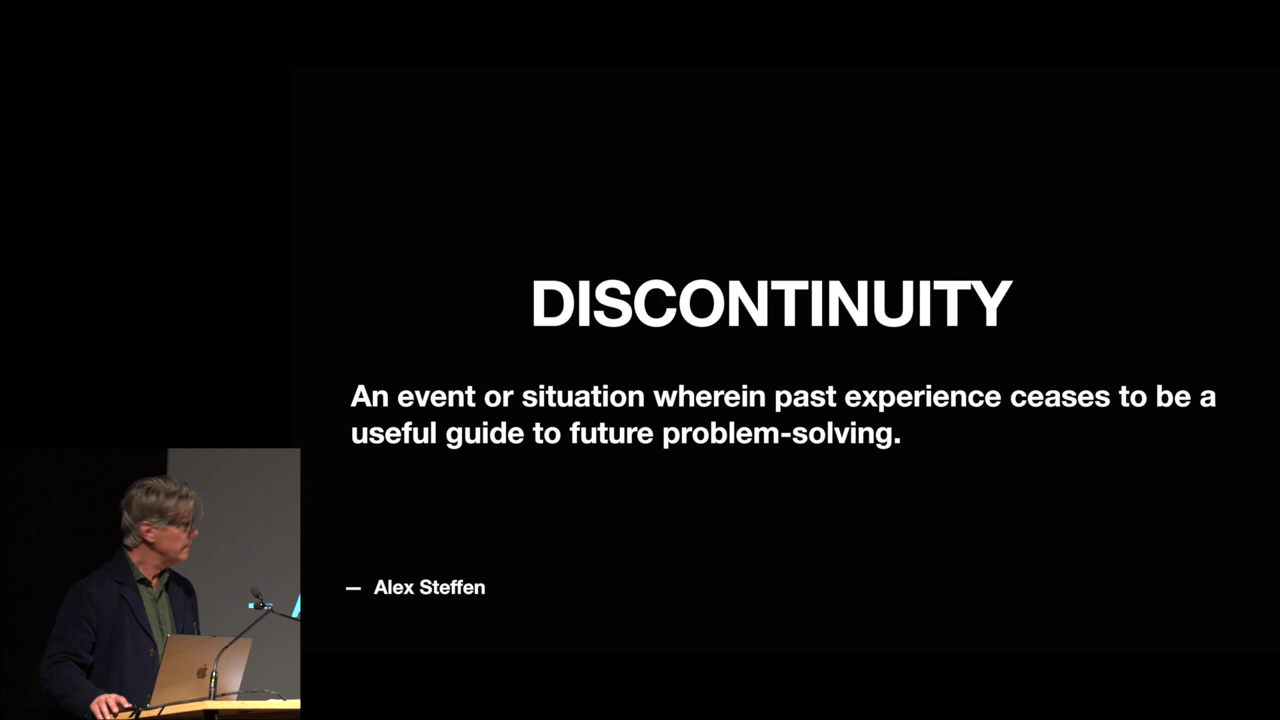 DISCONTINUITY
An event or situation wherein past experience ceases to be a
useful guide to future problem-solving.
— Alex Steffen